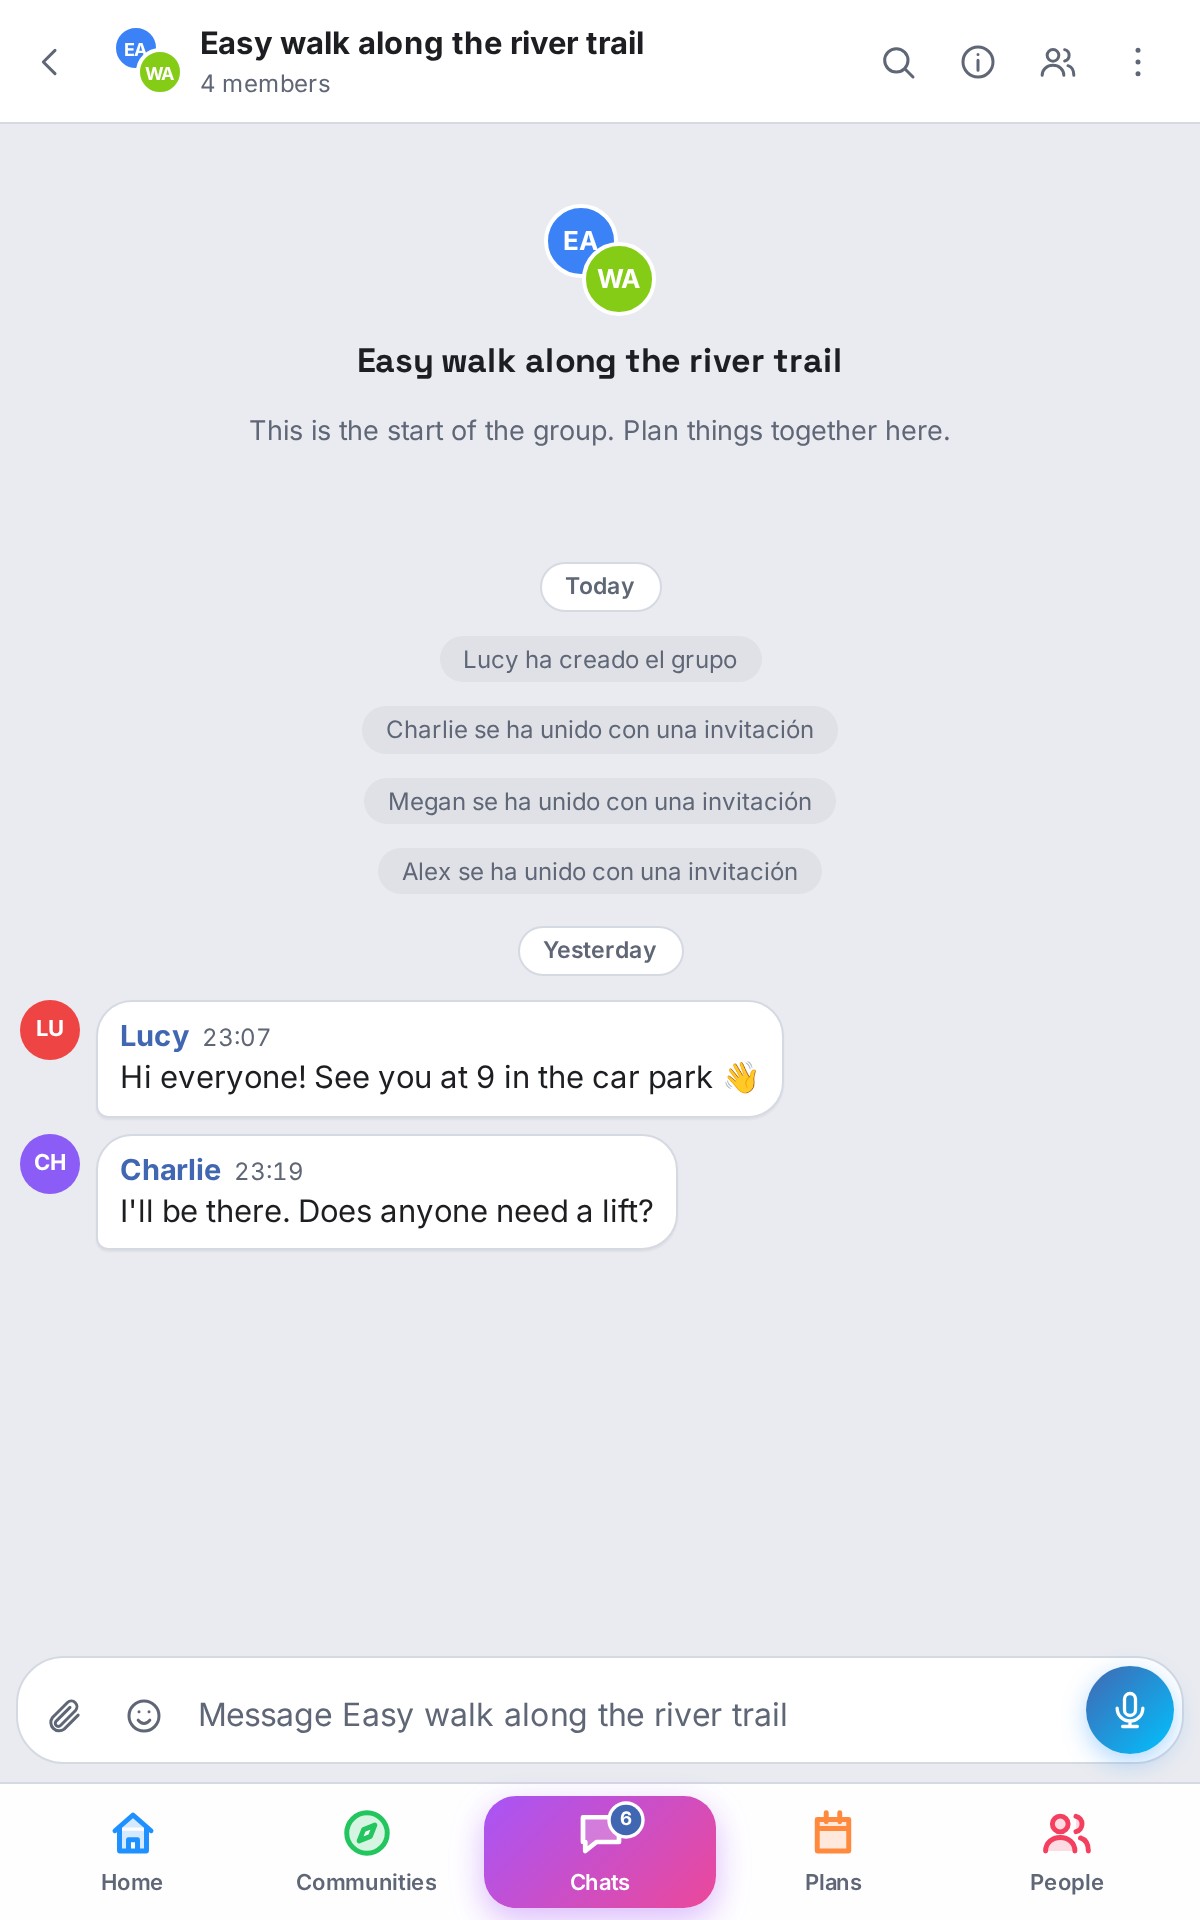 EA
WA
Easy walk along the river trail
4 members
EA
WA
Easy walk along the river trail
This is the start of the group. Plan things together here.
Today
Lucy ha creado el grupo
Charlie se ha unido con una invitación
Megan se ha unido con una invitación
Alex se ha unido con una invitación
Yesterday
LU
Lucy 23:07
Hi everyone! See you at 9 in the car park 👋
CH
Charlie 23:19
I'll be there. Does anyone need a lift?
Message Easy walk along the river trail
6
Home
Communities
Chats
Plans
People